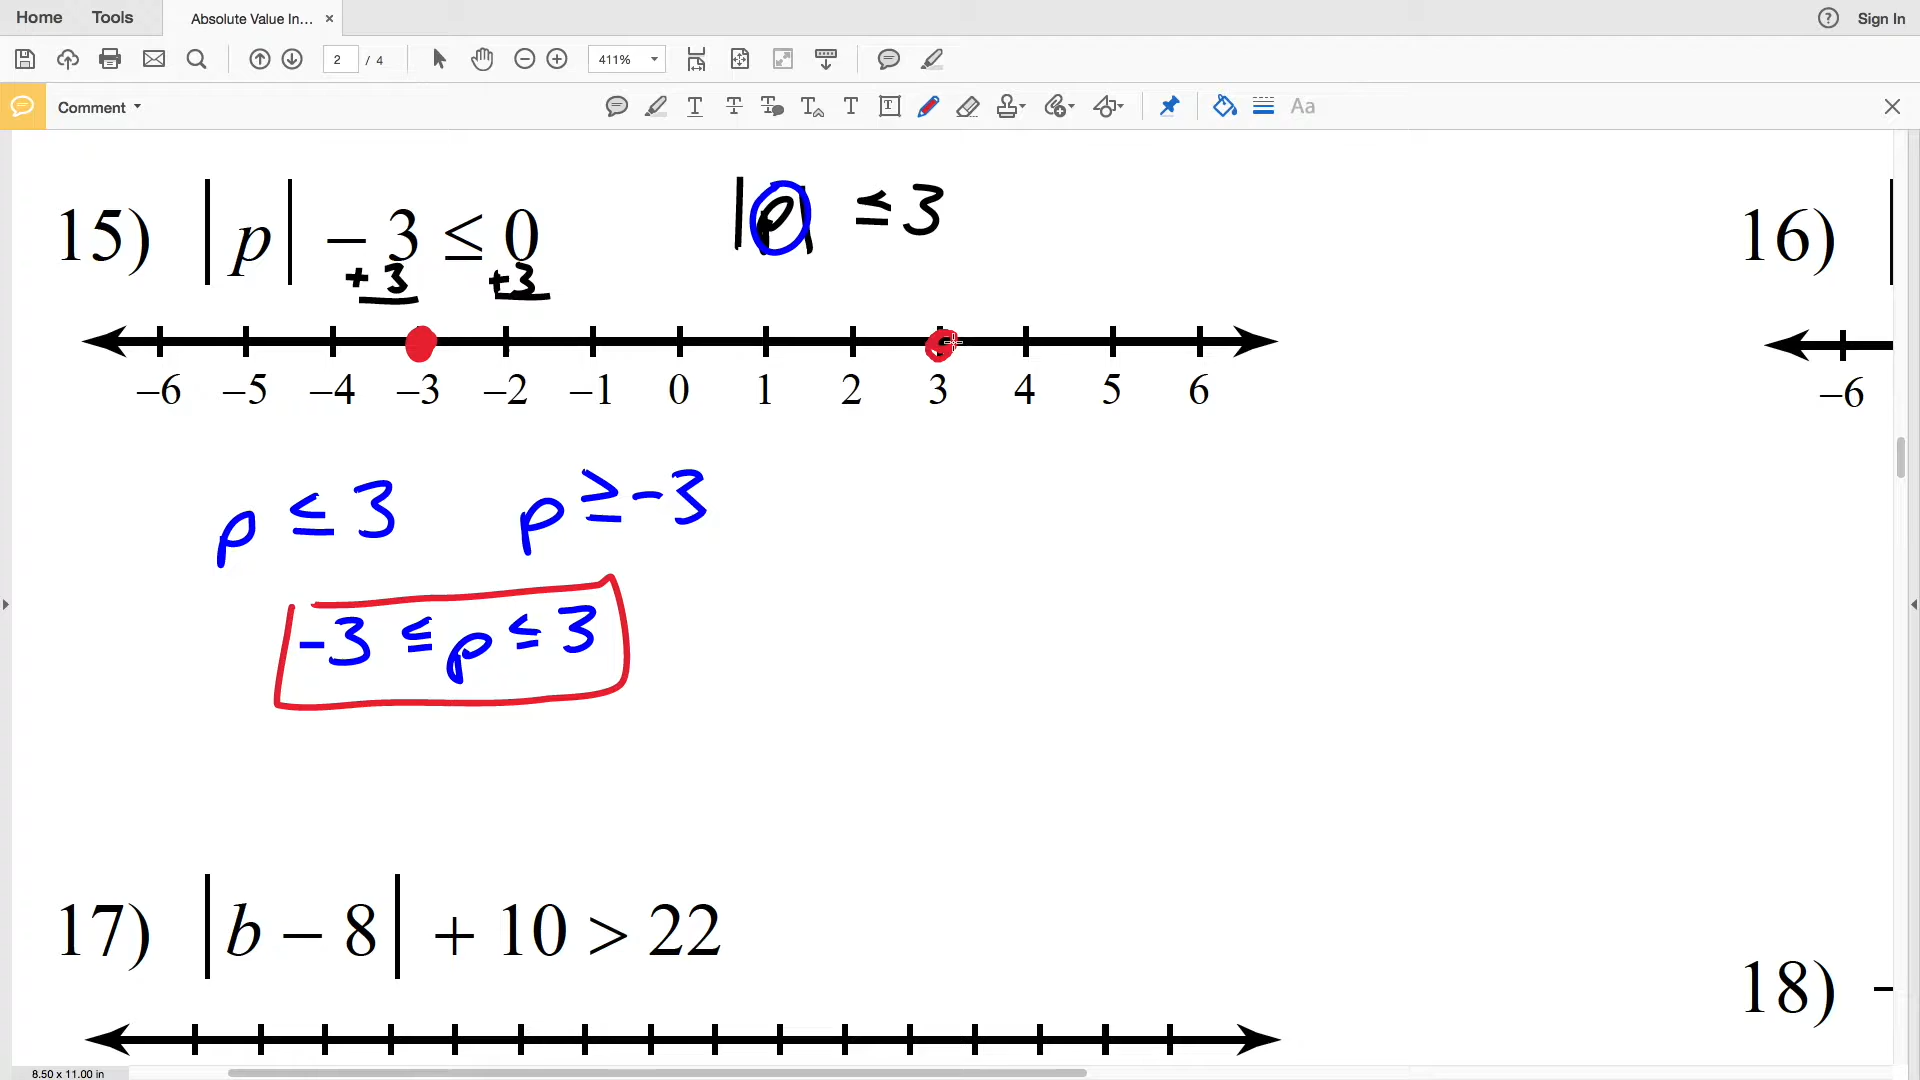 Home Tools Absolute Value In... × ? Sign In
2 / 4 411%
Comment T T T T T T Aa
15) |p| − 3 ≤ 0 |p| ≤ 3 16) |
+ 3 +3
−6 −5 −4 −3 −2 −1 0 1 2 3 4 5 6 −6
p ≤ 3 p ≥ -3
-3 ≤ p ≤ 3
17) |b − 8| + 10 > 22
18) −
8.50 x 11.00 in